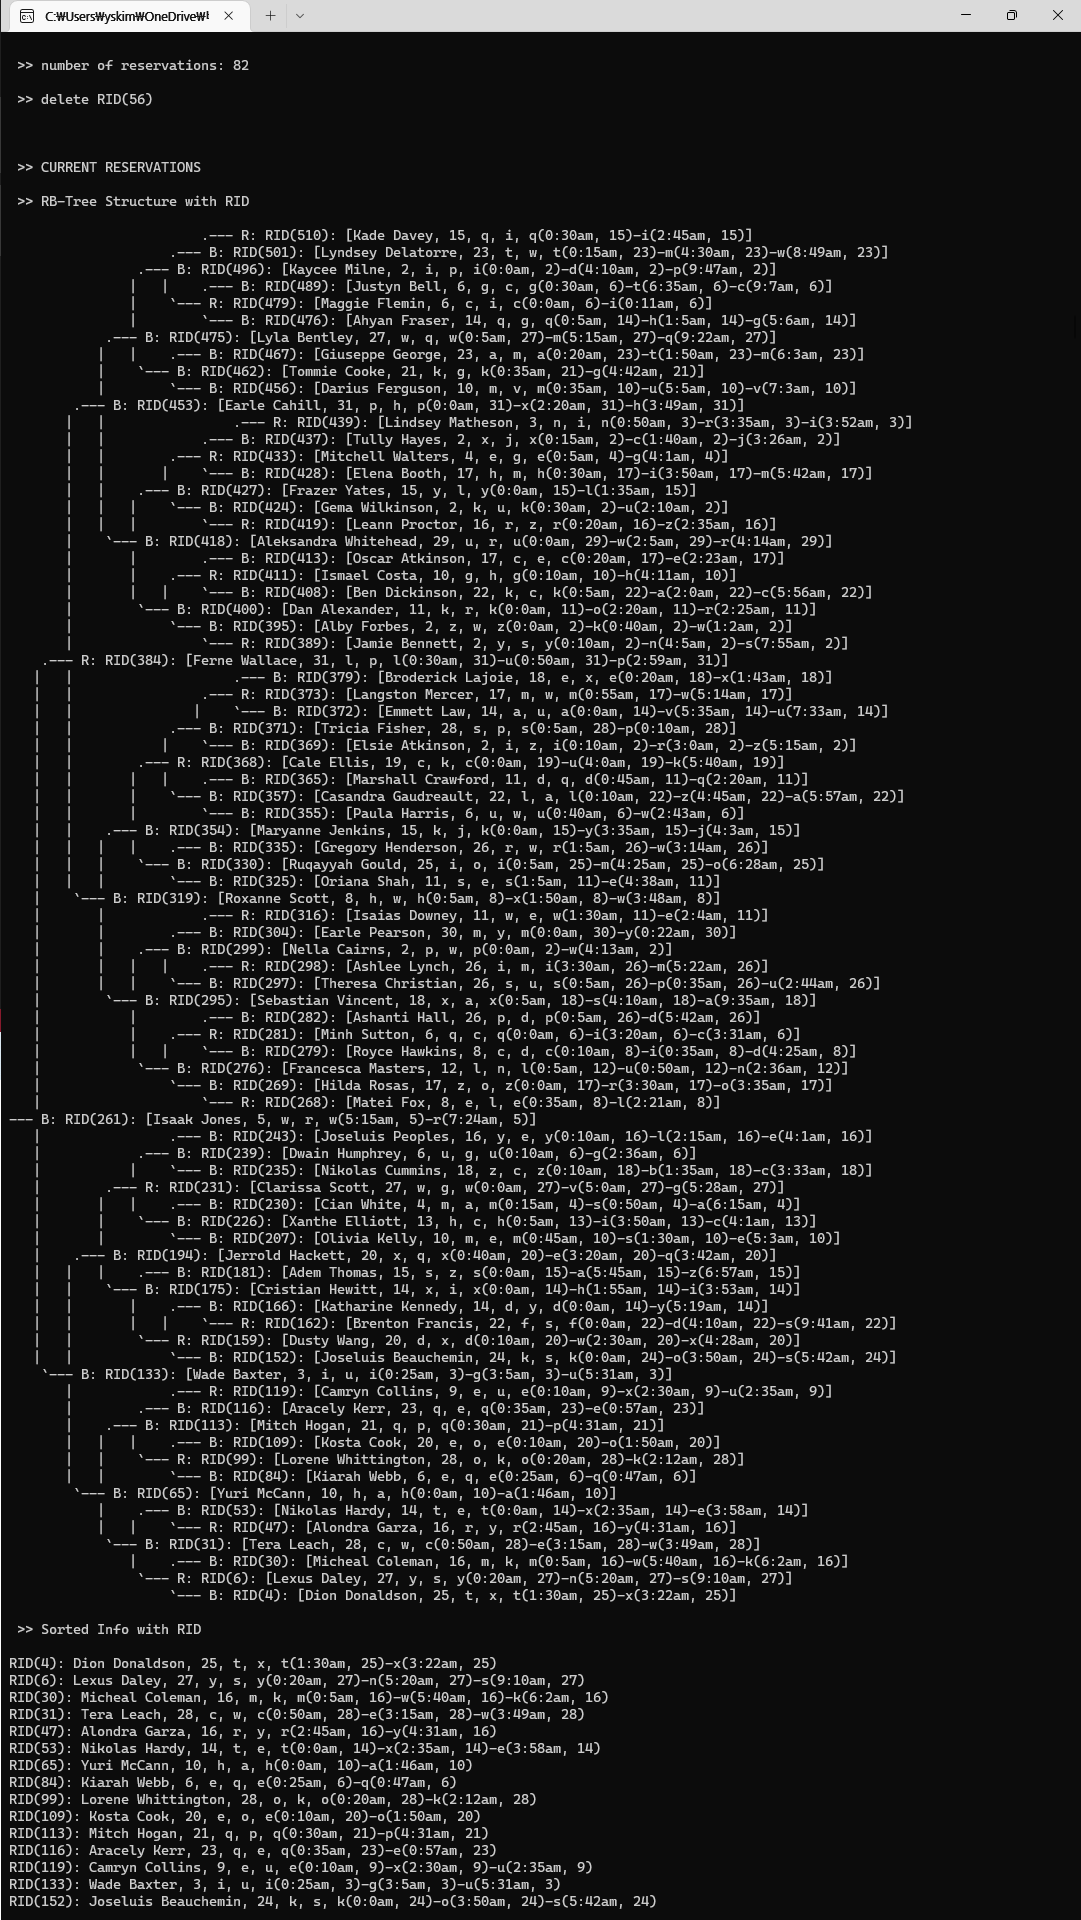 C:₩Users₩yskim₩OneDrive₩
>> number of reservations: 82
>> delete RID(56)
>> CURRENT RESERVATIONS
>> RB-Tree Structure with RID
                        .--- R: RID(510): [Kade Davey, 15, q, i, q(0:30am, 15)-i(2:45am, 15)]
                    .--- B: RID(501): [Lyndsey Delatorre, 23, t, w, t(0:15am, 23)-m(4:30am, 23)-w(8:49am, 23)]
                .--- B: RID(496): [Kaycee Milne, 2, i, p, i(0:0am, 2)-d(4:10am, 2)-p(9:47am, 2)]
               |   |    .--- B: RID(489): [Justyn Bell, 6, g, c, g(0:30am, 6)-t(6:35am, 6)-c(9:7am, 6)]
               |    `--- R: RID(479): [Maggie Flemin, 6, c, i, c(0:0am, 6)-i(0:11am, 6)]
               |        `--- B: RID(476): [Ahyan Fraser, 14, q, g, q(0:5am, 14)-h(1:5am, 14)-g(5:6am, 14)]
            .--- B: RID(475): [Lyla Bentley, 27, w, q, w(0:5am, 27)-m(5:15am, 27)-q(9:22am, 27)]
           |   |    .--- B: RID(467): [Giuseppe George, 23, a, m, a(0:20am, 23)-t(1:50am, 23)-m(6:3am, 23)]
           |    `--- B: RID(462): [Tommie Cooke, 21, k, g, k(0:35am, 21)-g(4:42am, 21)]
           |        `--- B: RID(456): [Darius Ferguson, 10, m, v, m(0:35am, 10)-u(5:5am, 10)-v(7:3am, 10)]
        .--- B: RID(453): [Earle Cahill, 31, p, h, p(0:0am, 31)-x(2:20am, 31)-h(3:49am, 31)]
       |   |                .--- R: RID(439): [Lindsey Matheson, 3, n, i, n(0:50am, 3)-r(3:35am, 3)-i(3:52am, 3)]
       |   |            .--- B: RID(437): [Tully Hayes, 2, x, j, x(0:15am, 2)-c(1:40am, 2)-j(3:26am, 2)]
       |   |        .--- R: RID(433): [Mitchell Walters, 4, e, g, e(0:5am, 4)-g(4:1am, 4)]
       |   |       |    `--- B: RID(428): [Elena Booth, 17, h, m, h(0:30am, 17)-i(3:50am, 17)-m(5:42am, 17)]
       |   |    .--- B: RID(427): [Frazer Yates, 15, y, l, y(0:0am, 15)-l(1:35am, 15)]
       |   |   |    `--- B: RID(424): [Gema Wilkinson, 2, k, u, k(0:30am, 2)-u(2:10am, 2)]
       |   |   |        `--- R: RID(419): [Leann Proctor, 16, r, z, r(0:20am, 16)-z(2:35am, 16)]
       |    `--- B: RID(418): [Aleksandra Whitehead, 29, u, r, u(0:0am, 29)-w(2:5am, 29)-r(4:14am, 29)]
       |       |        .--- B: RID(413): [Oscar Atkinson, 17, c, e, c(0:20am, 17)-e(2:23am, 17)]
       |       |    .--- R: RID(411): [Ismael Costa, 10, g, h, g(0:10am, 10)-h(4:11am, 10)]
       |       |   |    `--- B: RID(408): [Ben Dickinson, 22, k, c, k(0:5am, 22)-a(2:0am, 22)-c(5:56am, 22)]
       |        `--- B: RID(400): [Dan Alexander, 11, k, r, k(0:0am, 11)-o(2:20am, 11)-r(2:25am, 11)]
       |            `--- B: RID(395): [Alby Forbes, 2, z, w, z(0:0am, 2)-k(0:40am, 2)-w(1:2am, 2)]
       |                `--- R: RID(389): [Jamie Bennett, 2, y, s, y(0:10am, 2)-n(4:5am, 2)-s(7:55am, 2)]
    .--- R: RID(384): [Ferne Wallace, 31, l, p, l(0:30am, 31)-u(0:50am, 31)-p(2:59am, 31)]
   |   |                    .--- B: RID(379): [Broderick Lajoie, 18, e, x, e(0:20am, 18)-x(1:43am, 18)]
   |   |                .--- R: RID(373): [Langston Mercer, 17, m, w, m(0:55am, 17)-w(5:14am, 17)]
   |   |               |    `--- B: RID(372): [Emmett Law, 14, a, u, a(0:0am, 14)-v(5:35am, 14)-u(7:33am, 14)]
   |   |            .--- B: RID(371): [Tricia Fisher, 28, s, p, s(0:5am, 28)-p(0:10am, 28)]
   |   |           |    `--- B: RID(369): [Elsie Atkinson, 2, i, z, i(0:10am, 2)-r(3:0am, 2)-z(5:15am, 2)]
   |   |        .--- R: RID(368): [Cale Ellis, 19, c, k, c(0:0am, 19)-u(4:0am, 19)-k(5:40am, 19)]
   |   |       |   |    .--- B: RID(365): [Marshall Crawford, 11, d, q, d(0:45am, 11)-q(2:20am, 11)]
   |   |       |    `--- B: RID(357): [Casandra Gaudreault, 22, l, a, l(0:10am, 22)-z(4:45am, 22)-a(5:57am, 22)]
   |   |       |        `--- B: RID(355): [Paula Harris, 6, u, w, u(0:40am, 6)-w(2:43am, 6)]
   |   |    .--- B: RID(354): [Maryanne Jenkins, 15, k, j, k(0:0am, 15)-y(3:35am, 15)-j(4:3am, 15)]
   |   |   |   |    .--- B: RID(335): [Gregory Henderson, 26, r, w, r(1:5am, 26)-w(3:14am, 26)]
   |   |   |    `--- B: RID(330): [Ruqayyah Gould, 25, i, o, i(0:5am, 25)-m(4:25am, 25)-o(6:28am, 25)]
   |   |   |        `--- B: RID(325): [Oriana Shah, 11, s, e, s(1:5am, 11)-e(4:38am, 11)]
   |    `--- B: RID(319): [Roxanne Scott, 8, h, w, h(0:5am, 8)-x(1:50am, 8)-w(3:48am, 8)]
   |       |            .--- R: RID(316): [Isaias Downey, 11, w, e, w(1:30am, 11)-e(2:4am, 11)]
   |       |        .--- B: RID(304): [Earle Pearson, 30, m, y, m(0:0am, 30)-y(0:22am, 30)]
   |       |    .--- B: RID(299): [Nella Cairns, 2, p, w, p(0:0am, 2)-w(4:13am, 2)]
   |       |   |   |    .--- R: RID(298): [Ashlee Lynch, 26, i, m, i(3:30am, 26)-m(5:22am, 26)]
   |       |   |    `--- B: RID(297): [Theresa Christian, 26, s, u, s(0:5am, 26)-p(0:35am, 26)-u(2:44am, 26)]
   |        `--- B: RID(295): [Sebastian Vincent, 18, x, a, x(0:5am, 18)-s(4:10am, 18)-a(9:35am, 18)]
   |           |        .--- B: RID(282): [Ashanti Hall, 26, p, d, p(0:5am, 26)-d(5:42am, 26)]
   |           |    .--- R: RID(281): [Minh Sutton, 6, q, c, q(0:0am, 6)-i(3:20am, 6)-c(3:31am, 6)]
   |           |   |    `--- B: RID(279): [Royce Hawkins, 8, c, d, c(0:10am, 8)-i(0:35am, 8)-d(4:25am, 8)]
   |            `--- B: RID(276): [Francesca Masters, 12, l, n, l(0:5am, 12)-u(0:50am, 12)-n(2:36am, 12)]
   |                `--- B: RID(269): [Hilda Rosas, 17, z, o, z(0:0am, 17)-r(3:30am, 17)-o(3:35am, 17)]
   |                    `--- R: RID(268): [Matei Fox, 8, e, l, e(0:35am, 8)-l(2:21am, 8)]
--- B: RID(261): [Isaak Jones, 5, w, r, w(5:15am, 5)-r(7:24am, 5)]
   |                .--- B: RID(243): [Joseluis Peoples, 16, y, e, y(0:10am, 16)-l(2:15am, 16)-e(4:1am, 16)]
   |            .--- B: RID(239): [Dwain Humphrey, 6, u, g, u(0:10am, 6)-g(2:36am, 6)]
   |           |    `--- B: RID(235): [Nikolas Cummins, 18, z, c, z(0:10am, 18)-b(1:35am, 18)-c(3:33am, 18)]
   |        .--- R: RID(231): [Clarissa Scott, 27, w, g, w(0:0am, 27)-v(5:0am, 27)-g(5:28am, 27)]
   |       |   |    .--- B: RID(230): [Cian White, 4, m, a, m(0:15am, 4)-s(0:50am, 4)-a(6:15am, 4)]
   |       |    `--- B: RID(226): [Xanthe Elliott, 13, h, c, h(0:5am, 13)-i(3:50am, 13)-c(4:1am, 13)]
   |       |        `--- B: RID(207): [Olivia Kelly, 10, m, e, m(0:45am, 10)-s(1:30am, 10)-e(5:3am, 10)]
   |    .--- B: RID(194): [Jerrold Hackett, 20, x, q, x(0:40am, 20)-e(3:20am, 20)-q(3:42am, 20)]
   |   |   |    .--- B: RID(181): [Adem Thomas, 15, s, z, s(0:0am, 15)-a(5:45am, 15)-z(6:57am, 15)]
   |   |    `--- B: RID(175): [Cristian Hewitt, 14, x, i, x(0:0am, 14)-h(1:55am, 14)-i(3:53am, 14)]
   |   |       |    .--- B: RID(166): [Katharine Kennedy, 14, d, y, d(0:0am, 14)-y(5:19am, 14)]
   |   |       |   |    `--- R: RID(162): [Brenton Francis, 22, f, s, f(0:0am, 22)-d(4:10am, 22)-s(9:41am, 22)]
   |   |        `--- R: RID(159): [Dusty Wang, 20, d, x, d(0:10am, 20)-w(2:30am, 20)-x(4:28am, 20)]
   |   |            `--- B: RID(152): [Joseluis Beauchemin, 24, k, s, k(0:0am, 24)-o(3:50am, 24)-s(5:42am, 24)]
    `--- B: RID(133): [Wade Baxter, 3, i, u, i(0:25am, 3)-g(3:5am, 3)-u(5:31am, 3)]
       |            .--- R: RID(119): [Camryn Collins, 9, e, u, e(0:10am, 9)-x(2:30am, 9)-u(2:35am, 9)]
       |        .--- B: RID(116): [Aracely Kerr, 23, q, e, q(0:35am, 23)-e(0:57am, 23)]
       |    .--- B: RID(113): [Mitch Hogan, 21, q, p, q(0:30am, 21)-p(4:31am, 21)]
       |   |   |    .--- B: RID(109): [Kosta Cook, 20, e, o, e(0:10am, 20)-o(1:50am, 20)]
       |   |    `--- R: RID(99): [Lorene Whittington, 28, o, k, o(0:20am, 28)-k(2:12am, 28)]
       |   |        `--- B: RID(84): [Kiarah Webb, 6, e, q, e(0:25am, 6)-q(0:47am, 6)]
        `--- B: RID(65): [Yuri McCann, 10, h, a, h(0:0am, 10)-a(1:46am, 10)]
           |    .--- B: RID(53): [Nikolas Hardy, 14, t, e, t(0:0am, 14)-x(2:35am, 14)-e(3:58am, 14)]
           |   |    `--- R: RID(47): [Alondra Garza, 16, r, y, r(2:45am, 16)-y(4:31am, 16)]
            `--- B: RID(31): [Tera Leach, 28, c, w, c(0:50am, 28)-e(3:15am, 28)-w(3:49am, 28)]
               |    .--- B: RID(30): [Micheal Coleman, 16, m, k, m(0:5am, 16)-w(5:40am, 16)-k(6:2am, 16)]
                `--- R: RID(6): [Lexus Daley, 27, y, s, y(0:20am, 27)-n(5:20am, 27)-s(9:10am, 27)]
                    `--- B: RID(4): [Dion Donaldson, 25, t, x, t(1:30am, 25)-x(3:22am, 25)]
>> Sorted Info with RID
RID(4): Dion Donaldson, 25, t, x, t(1:30am, 25)-x(3:22am, 25)
RID(6): Lexus Daley, 27, y, s, y(0:20am, 27)-n(5:20am, 27)-s(9:10am, 27)
RID(30): Micheal Coleman, 16, m, k, m(0:5am, 16)-w(5:40am, 16)-k(6:2am, 16)
RID(31): Tera Leach, 28, c, w, c(0:50am, 28)-e(3:15am, 28)-w(3:49am, 28)
RID(47): Alondra Garza, 16, r, y, r(2:45am, 16)-y(4:31am, 16)
RID(53): Nikolas Hardy, 14, t, e, t(0:0am, 14)-x(2:35am, 14)-e(3:58am, 14)
RID(65): Yuri McCann, 10, h, a, h(0:0am, 10)-a(1:46am, 10)
RID(84): Kiarah Webb, 6, e, q, e(0:25am, 6)-q(0:47am, 6)
RID(99): Lorene Whittington, 28, o, k, o(0:20am, 28)-k(2:12am, 28)
RID(109): Kosta Cook, 20, e, o, e(0:10am, 20)-o(1:50am, 20)
RID(113): Mitch Hogan, 21, q, p, q(0:30am, 21)-p(4:31am, 21)
RID(116): Aracely Kerr, 23, q, e, q(0:35am, 23)-e(0:57am, 23)
RID(119): Camryn Collins, 9, e, u, e(0:10am, 9)-x(2:30am, 9)-u(2:35am, 9)
RID(133): Wade Baxter, 3, i, u, i(0:25am, 3)-g(3:5am, 3)-u(5:31am, 3)
RID(152): Joseluis Beauchemin, 24, k, s, k(0:0am, 24)-o(3:50am, 24)-s(5:42am, 24)